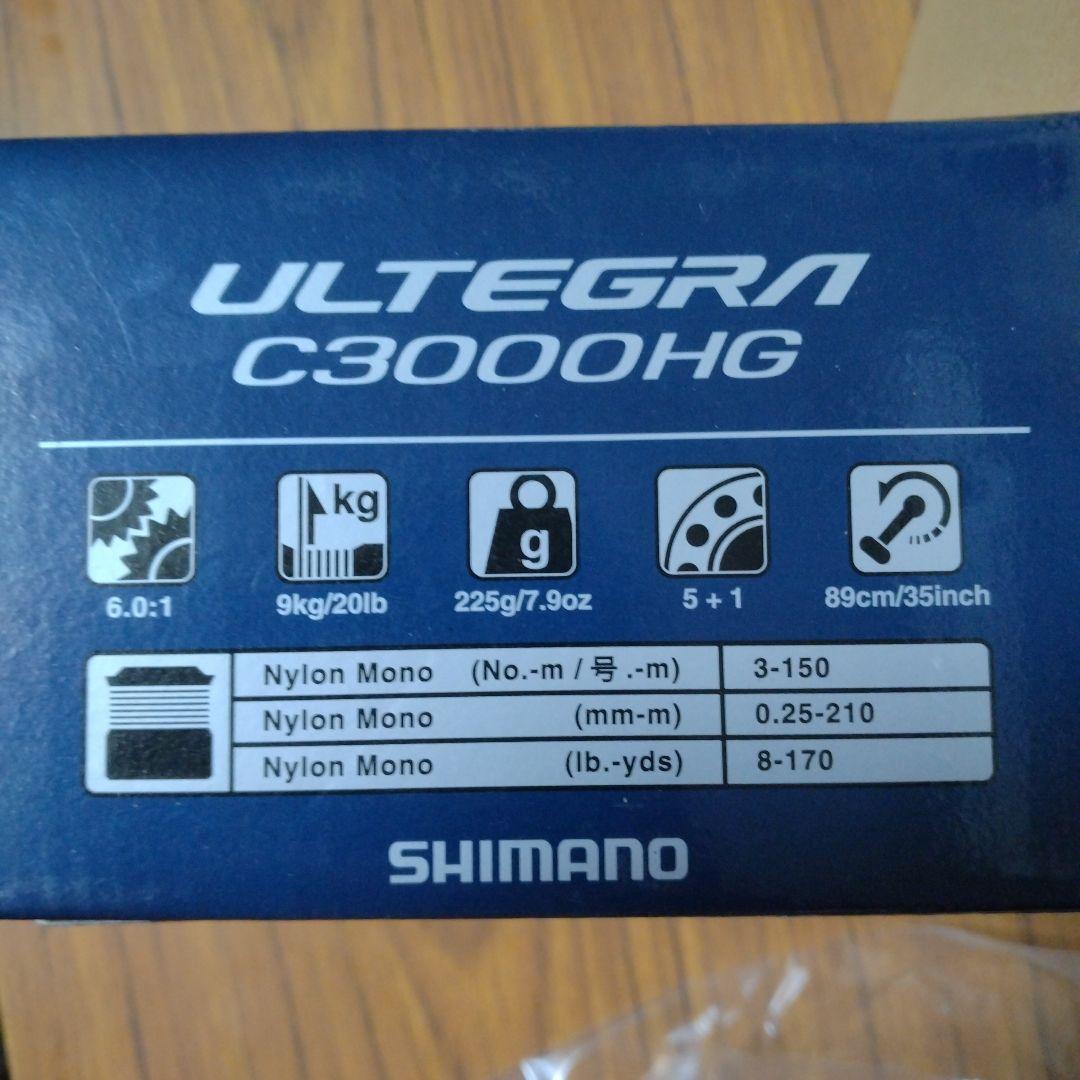 ULTEGRA
C3000HG
kg
g
6.0:1 9kg/20lb 225g/7.9oz 5 + 1 89cm/35inch
Nylon Mono (No.-m / 号 .-m) 3-150
Nylon Mono (mm-m) 0.25-210
Nylon Mono (lb.-yds) 8-170
SHIMANO